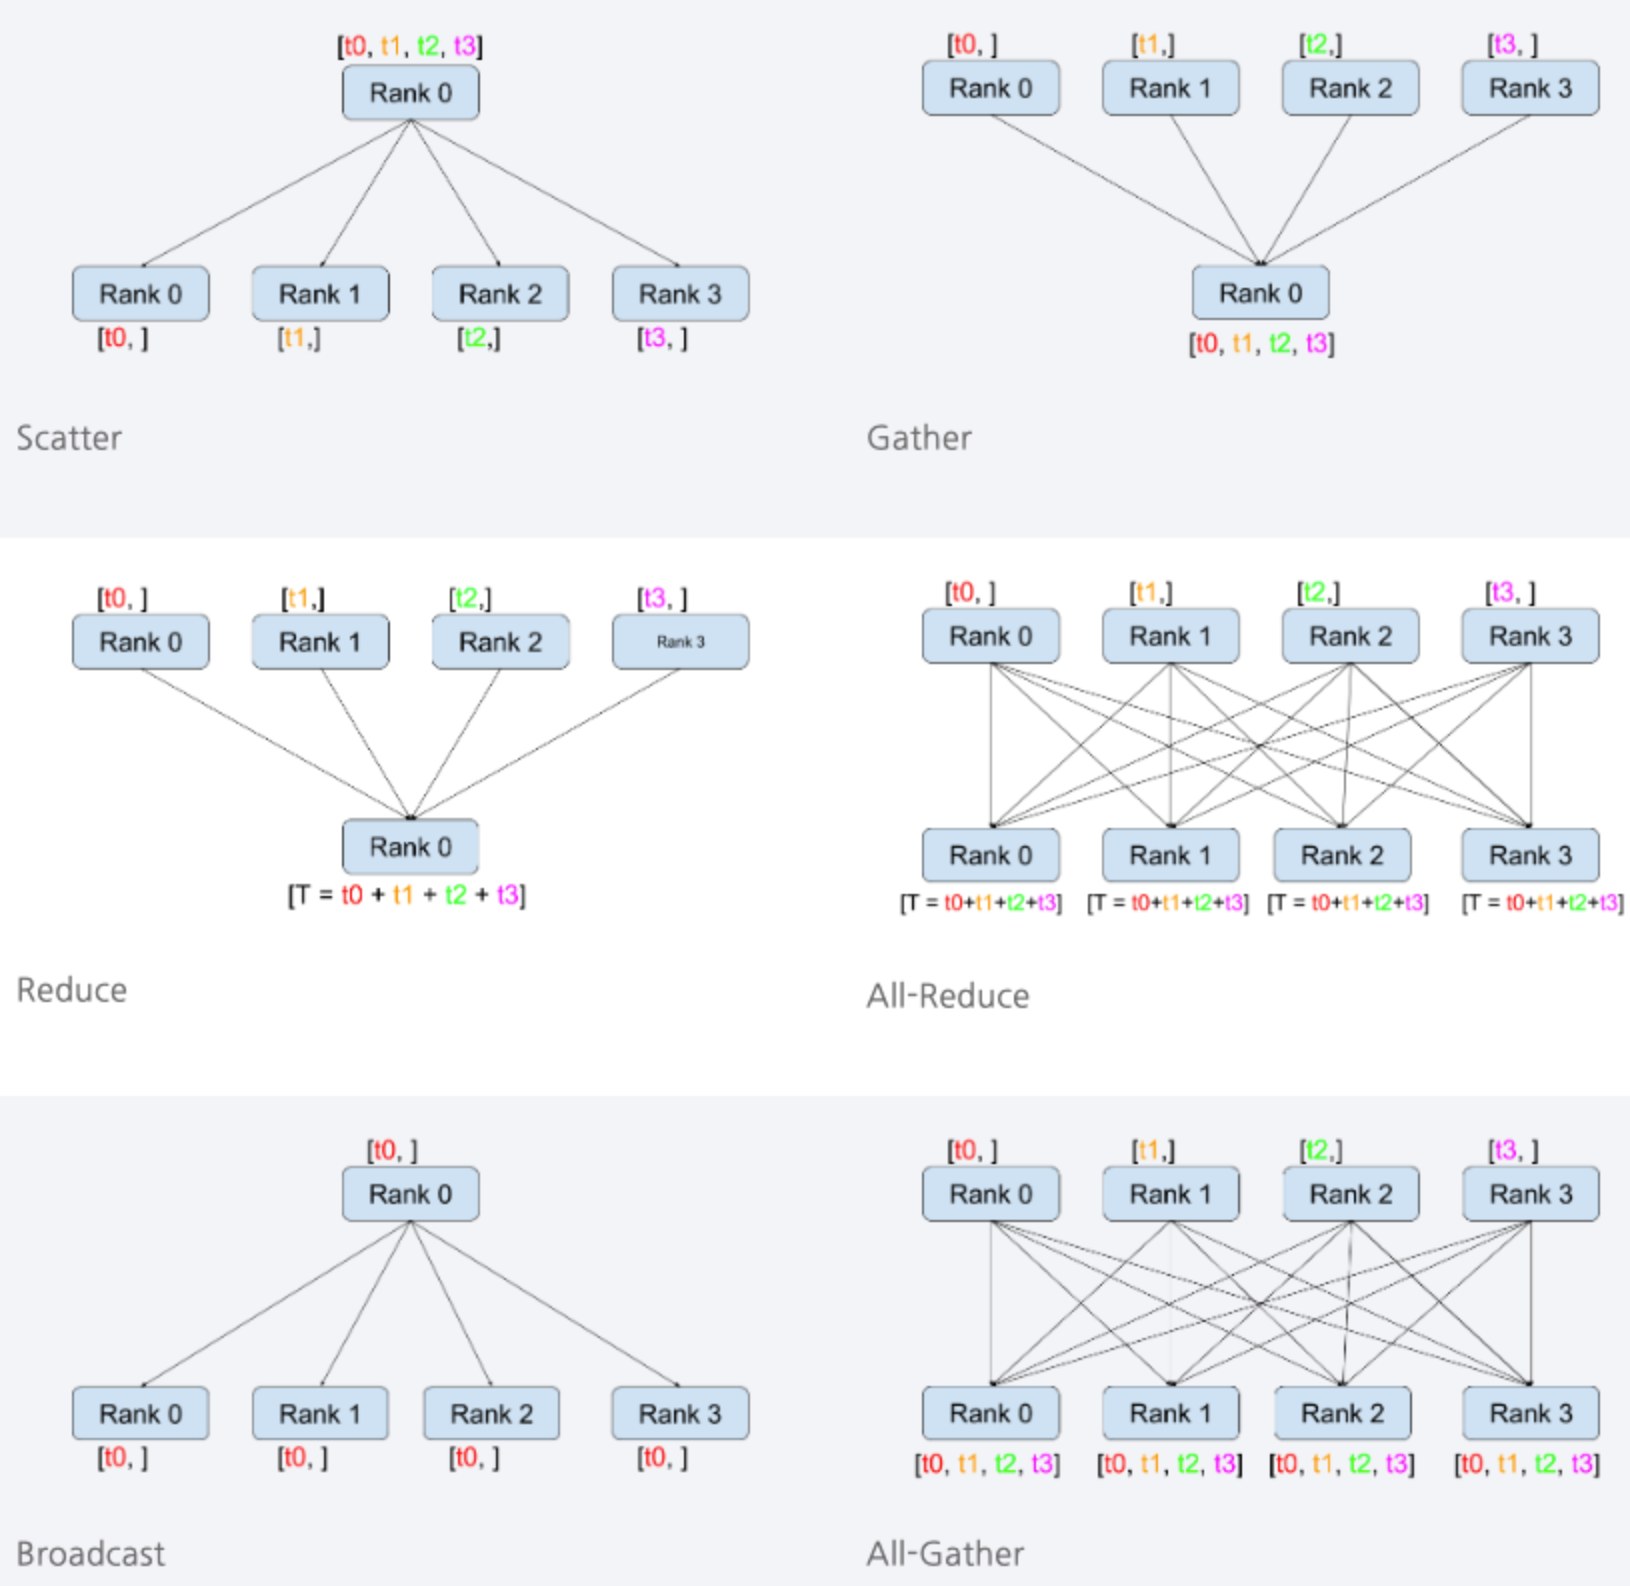 [t0, t1, t2, t3]
Rank 0
Rank 0 Rank 1 Rank 2 Rank 3
[t0, ] [t1,] [t2,] [t3, ]
Scatter
[t0, ] [t1,] [t2,] [t3, ]
Rank 0 Rank 1 Rank 2 Rank 3
Rank 0
[t0, t1, t2, t3]
Gather
[t0, ] [t1,] [t2,] [t3, ]
Rank 0 Rank 1 Rank 2 Rank 3
Rank 0
[T = t0 + t1 + t2 + t3]
Reduce
[t0, ] [t1,] [t2,] [t3, ]
Rank 0 Rank 1 Rank 2 Rank 3
Rank 0 Rank 1 Rank 2 Rank 3
[T = t0+t1+t2+t3] [T = t0+t1+t2+t3] [T = t0+t1+t2+t3] [T = t0+t1+t2+t3]
All-Reduce
[t0, ]
Rank 0
Rank 0 Rank 1 Rank 2 Rank 3
[t0, ] [t0, ] [t0, ] [t0, ]
Broadcast
[t0, ] [t1,] [t2,] [t3, ]
Rank 0 Rank 1 Rank 2 Rank 3
Rank 0 Rank 1 Rank 2 Rank 3
[t0, t1, t2, t3] [t0, t1, t2, t3] [t0, t1, t2, t3] [t0, t1, t2, t3]
All-Gather